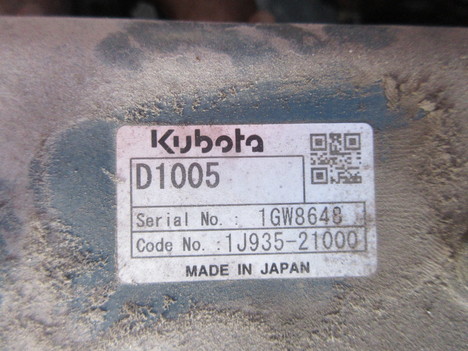 Kubota
D1005
Serial No. : 1GW8648
Code No. : 1J935-21000
MADE IN JAPAN